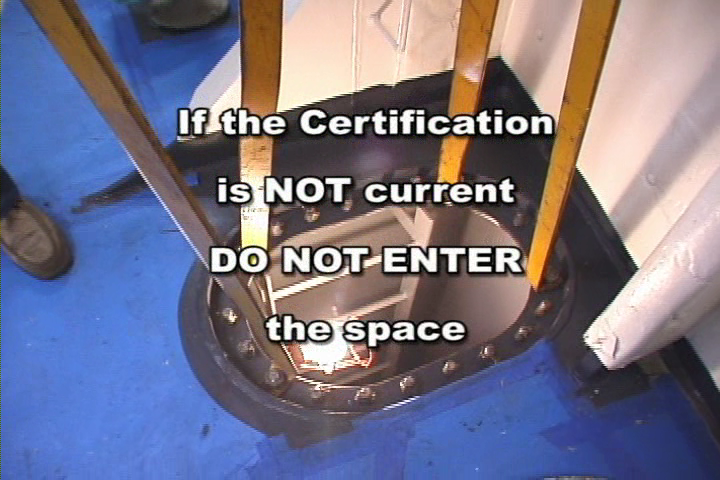 If the Certification
is NOT current
DO NOT ENTER
the space